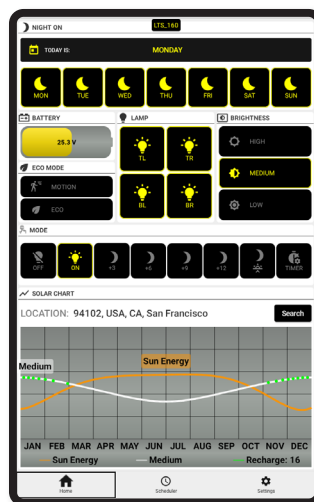 NIGHT ON
LTS_160
TODAY IS: MONDAY
MON TUE WED THU FRI SAT SUN
BATTERY LAMP BRIGHTNESS
25.3 V
TL TR
HIGH
ECO MODE
MEDIUM
MOTION
BL BR
LOW
ECO
MODE
OFF ON +3 +6 +9 +12 TIMER
SOLAR CHART
LOCATION: 94102, USA, CA, San Francisco Search
Sun Energy
Medium
JAN FEB MAR APR MAY JUN JUL AUG SEP OCT NOV DEC
Sun Energy Medium Recharge: 16
Home Scheduler Settings